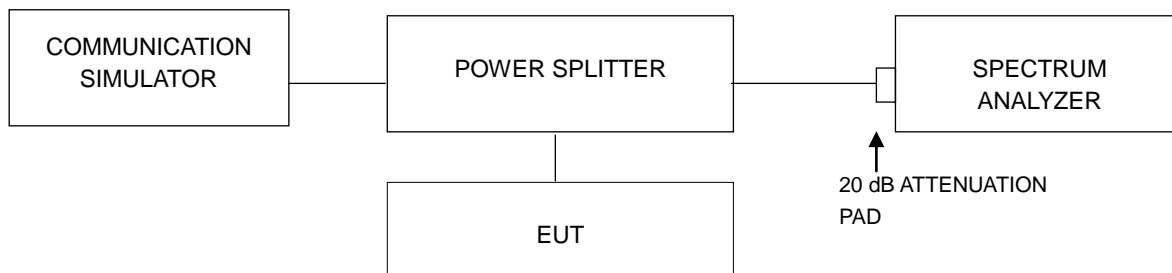 COMMUNICATION
SIMULATOR
POWER SPLITTER
SPECTRUM
ANALYZER
20 dB ATTENUATION
PAD
EUT